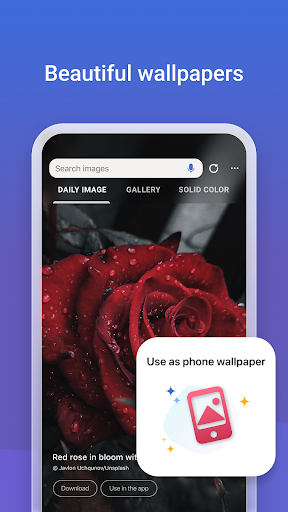 Beautiful wallpapers
Search images
DAILY IMAGE
GALLERY
SOLID COLOR
Use as phone wallpaper
Red rose in bloom wit
© Javlon Uchqunov/Unsplash
Download
Use in the app